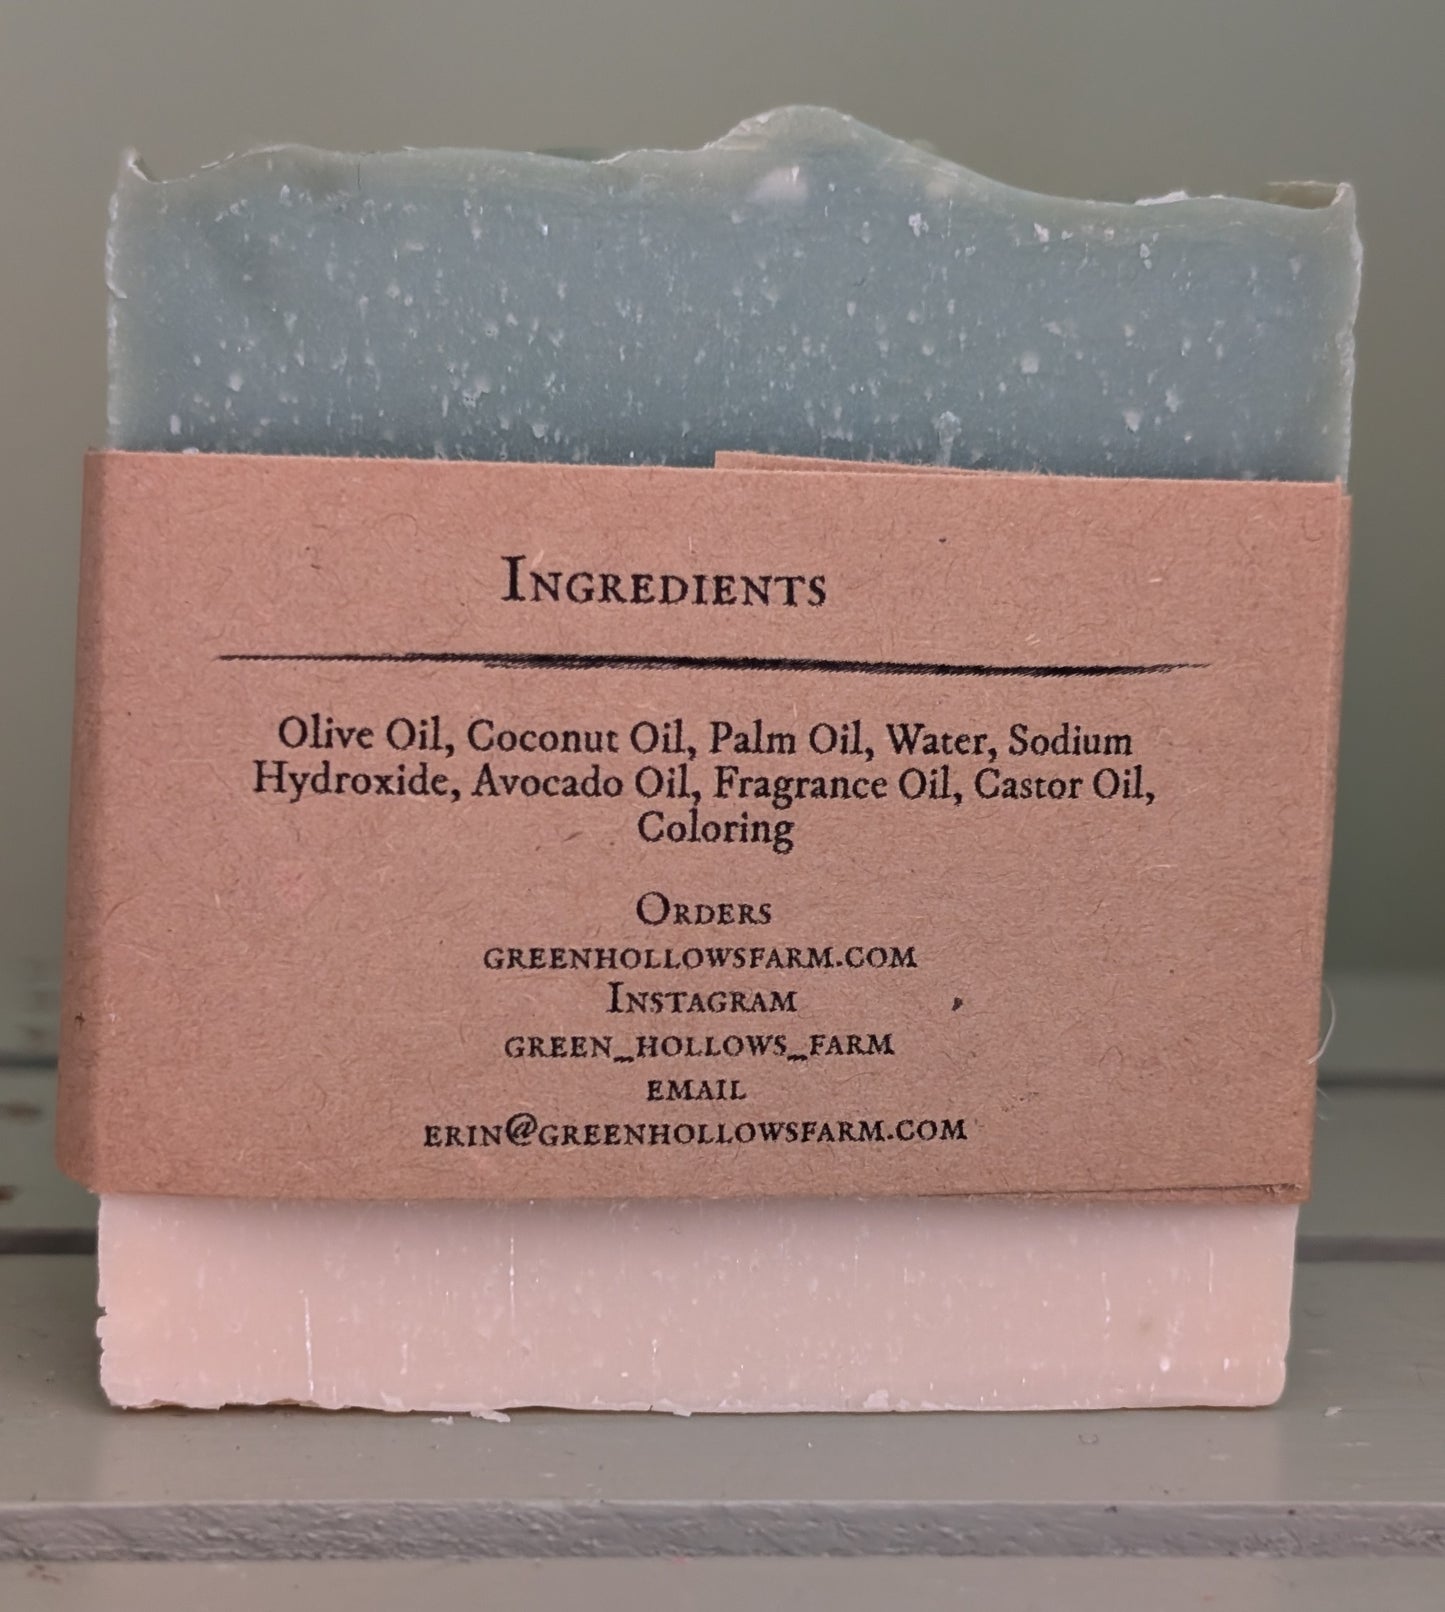 Ingredients
Olive Oil, Coconut Oil, Palm Oil, Water, Sodium
Hydroxide, Avocado Oil, Fragrance Oil, Castor Oil,
Coloring
Orders
greenhollowsfarm.com
Instagram
green_hollows_farm
email
erin@greenhollowsfarm.com